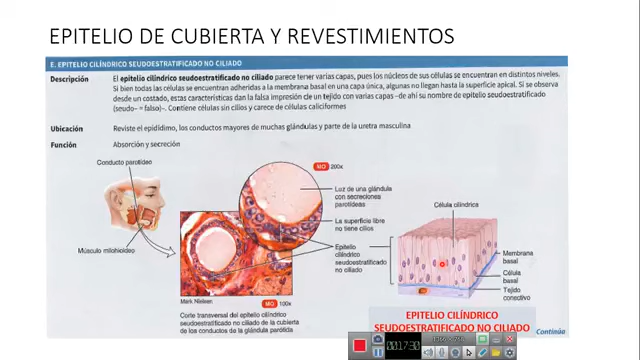 EPITELIO DE CUBIERTA Y REVESTIMIENTOS
E. EPITELIO CILÍNDRICO SEUDOESTRATIFICADO NO CILIADO
Descripción
El epitelio cilíndrico seudoestratificado no ciliado parece tener varias capas, pues los núcleos de sus células se encuentran en distintos niveles.
Si bien todas las células se encuentran adheridas a la membrana basal en una capa única, algunas no llegan hasta la superficie apical. Si se observa
desde un costado, estas características dan la falsa impresión de un tejido con varias capas –de ahí su nombre de epitelio seudoestratificado
(seudo- = falso)–. Contiene células sin cilios y carece de células caliciformes
Ubicación
Reviste el epidídimo, los conductos mayores de muchas glándulas y parte de la uretra masculina
Función
Absorción y secreción
Conducto parotídeo
MO 200x
Luz de una glándula
con secreciones
parotídeas
La superficie libre
no tiene cilios
Epitelio
cilíndrico
seudoestratificado
no ciliado
Célula cilíndrica
Membrana
basal
Célula
basal
Tejido
conectivo
Músculo milohioideo
Mark Nielsen
MO 100x
Corte transversal del epitelio cilíndrico
seudoestratificado no ciliado de la cubierta
de los conductos de la glándula parótida
EPITELIO CILÍNDRICO
SEUDOESTRATIFICADO NO CILIADO
Continúa
00:17:30